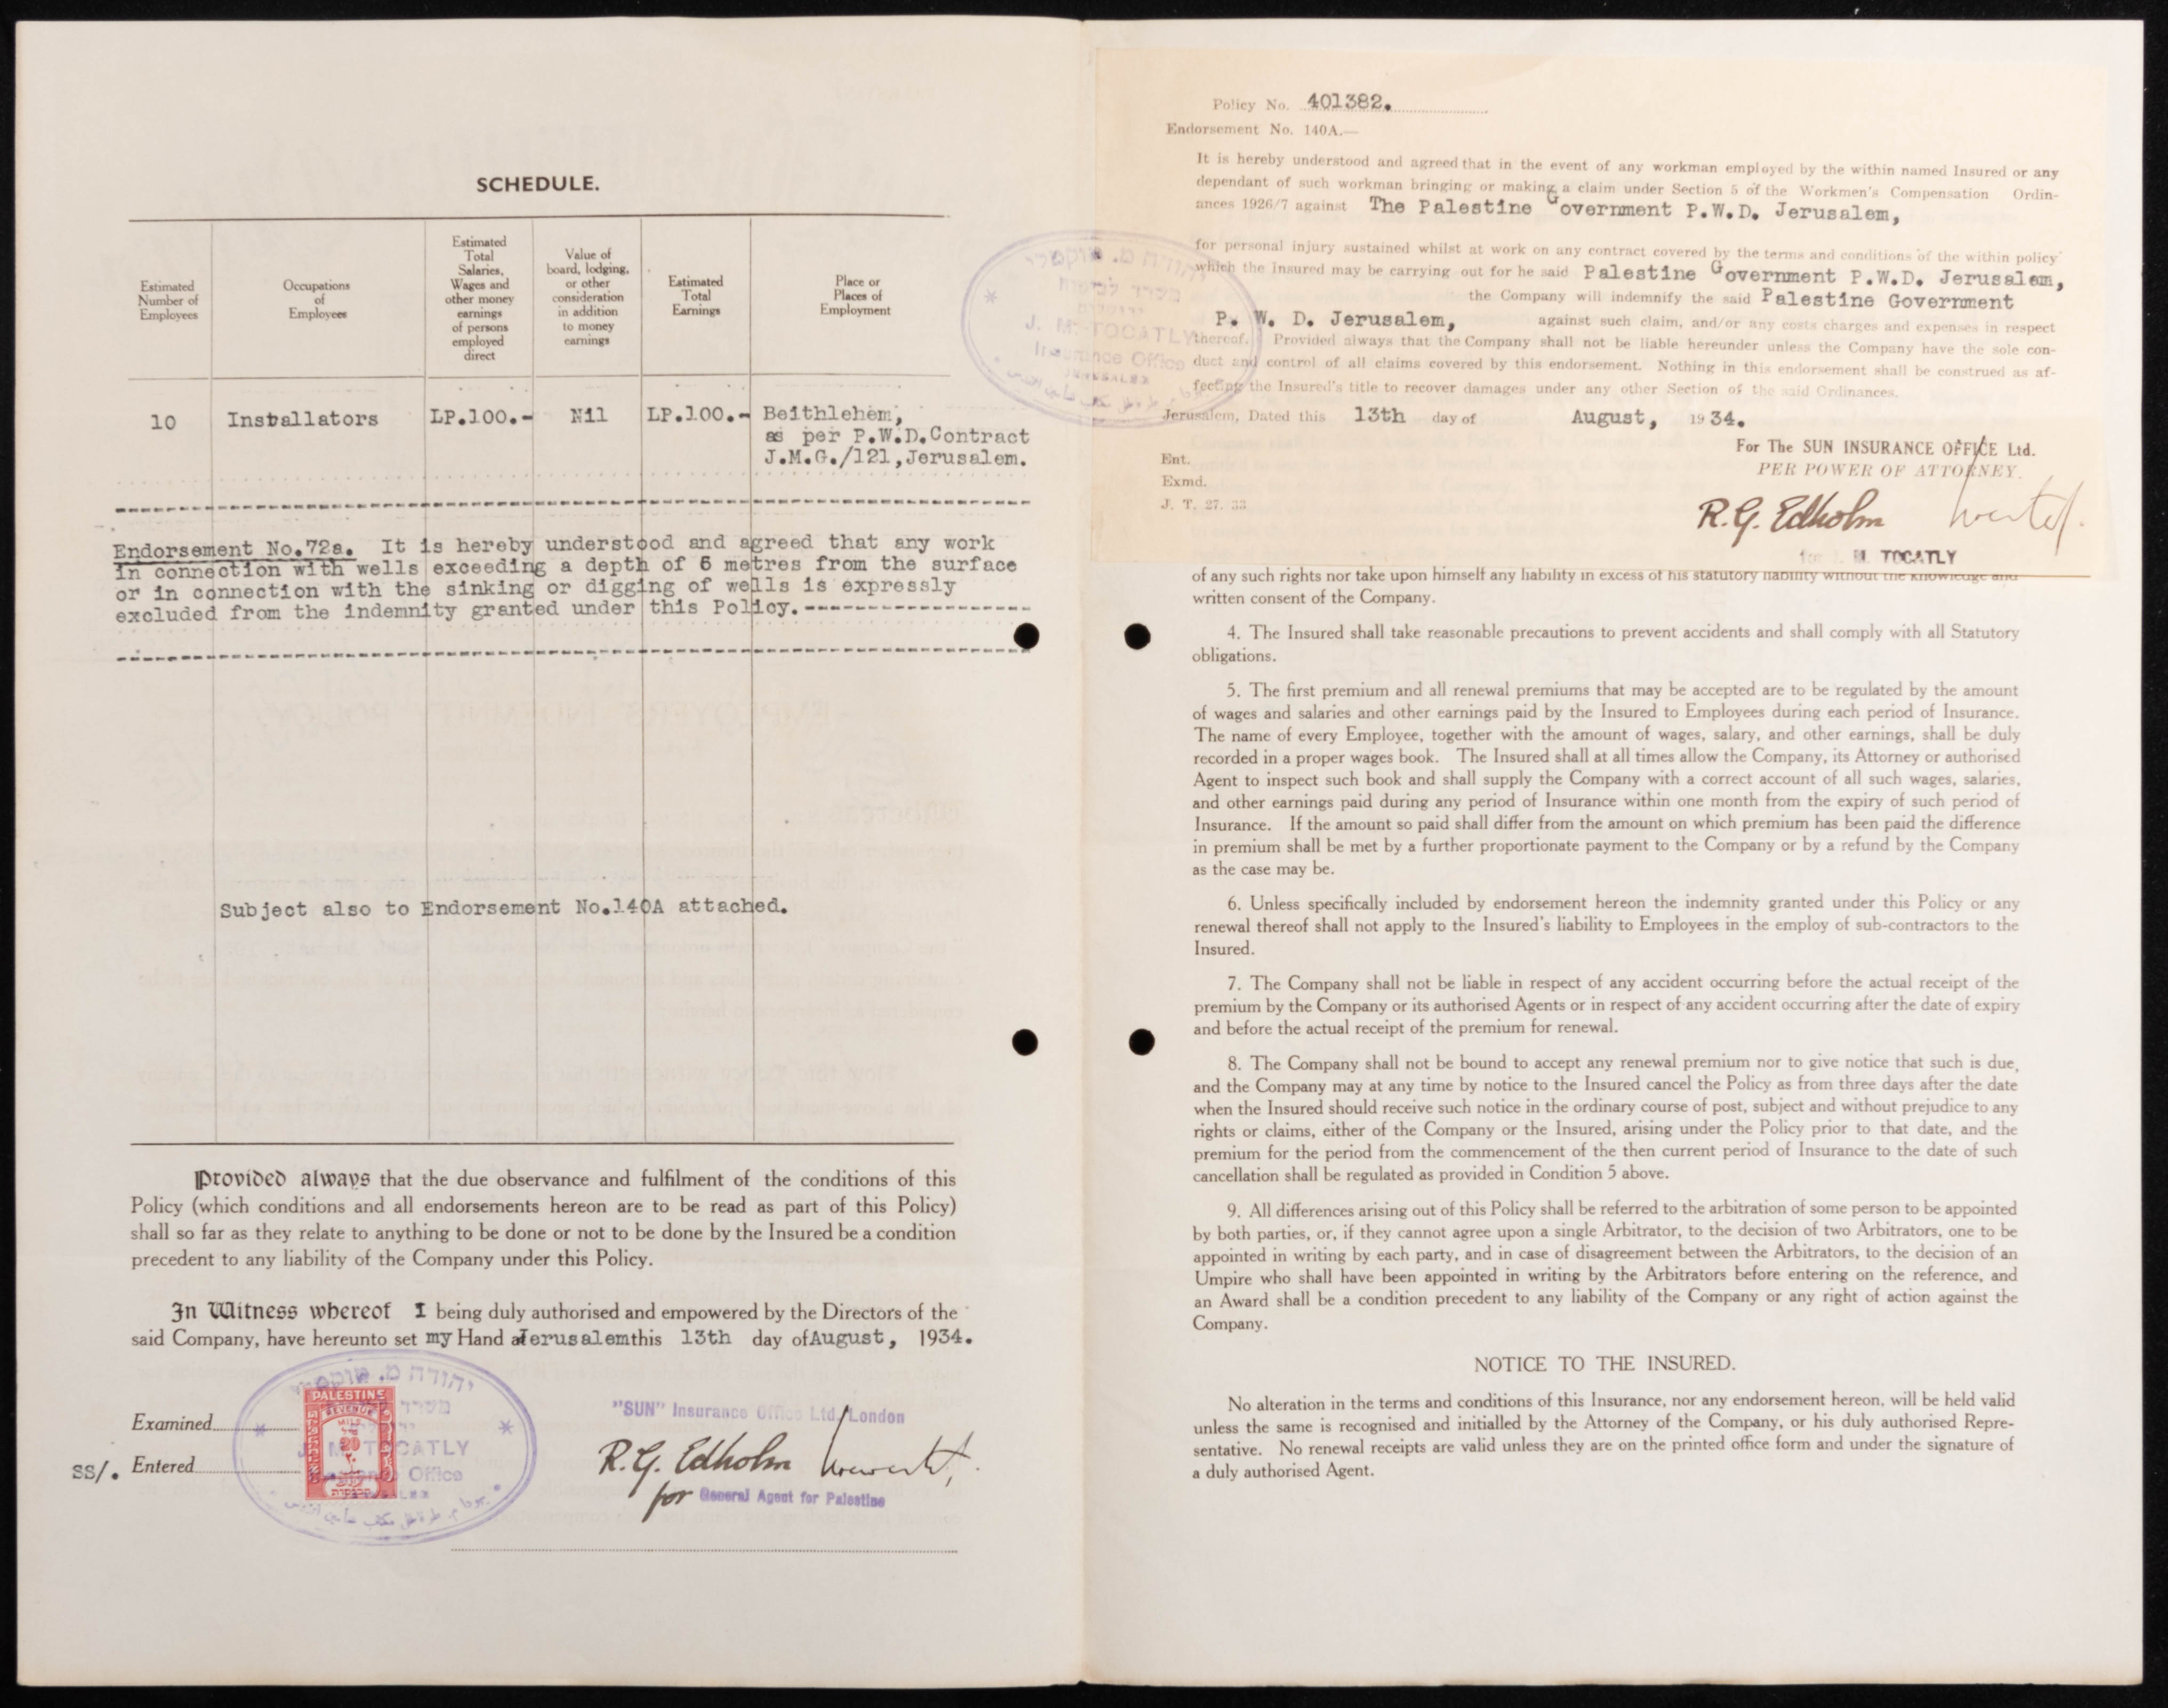 SCHEDULE.
Estimated
Number of
Employees
Occupations
of
Employees
Estimated
Total
Salaries,
Wages and
other money
earnings
of persons
employed
direct
Value of
board, lodging,
or other
consideration
in addition
to money
earnings
Estimated
Total
Earnings
Place or
Places of
Employment
10 Installators LP.100.- Nil LP.100.- Beithlehem,
as per P.W.D.Contract
J.M.G./121,Jerusalem.
Endorsement No.72a. It is hereby understood and agreed that any work
in connection with wells exceeding a depth of 6 metres from the surface
or in connection with the sinking or digging of wells is expressly
excluded from the indemnity granted under this Policy.
Subject also to Endorsement No.140A attached.
Provided always that the due observance and fulfilment of the conditions of this
Policy (which conditions and all endorsements hereon are to be read as part of this Policy)
shall so far as they relate to anything to be done or not to be done by the Insured be a condition
precedent to any liability of the Company under this Policy.
In Witness whereof I being duly authorised and empowered by the Directors of the
said Company, have hereunto set my Hand at Jerusalem this 13th day of August, 1934.
Examined
SS/. Entered
PALESTINE
REVENUE
MILS
20
J. M. TOCATLY
Office
"SUN" Insurance Office Ltd. London
R.G. Edholm
for General Agent for Palestine
Policy No. 401382.
Endorsement No. 140A.—
It is hereby understood and agreed that in the event of any workman employed by the within named Insured or any
dependant of such workman bringing or making a claim under Section 5 of the Workmen's Compensation Ordin-
ances 1926/7 against The Palestine Government P.W.D. Jerusalem,
for personal injury sustained whilst at work on any contract covered by the terms and conditions of the within policy
which the Insured may be carrying out for he said Palestine Government P.W.D. Jerusalem,
the Company will indemnify the said Palestine Government
P. W. D. Jerusalem, against such claim, and/or any costs charges and expenses in respect
thereof. Provided always that the Company shall not be liable hereunder unless the Company have the sole con-
duct and control of all claims covered by this endorsement. Nothing in this endorsement shall be construed as af-
fecting the Insured's title to recover damages under any other Section of the said Ordinances.
Jerusalem, Dated this 13th day of August, 1934.
J. M. TOCATLY
Insurance Office
JERUSALEM
For The SUN INSURANCE OFFICE Ltd.
PER POWER OF ATTORNEY.
Ent.
Exmd.
J. T. 27. 33
R.G. Edholm
M. TOCATLY
of any such rights nor take upon himself any liability in excess of his statutory liability without the knowledge and
written consent of the Company.
4. The Insured shall take reasonable precautions to prevent accidents and shall comply with all Statutory
obligations.
5. The first premium and all renewal premiums that may be accepted are to be regulated by the amount
of wages and salaries and other earnings paid by the Insured to Employees during each period of Insurance.
The name of every Employee, together with the amount of wages, salary, and other earnings, shall be duly
recorded in a proper wages book. The Insured shall at all times allow the Company, its Attorney or authorised
Agent to inspect such book and shall supply the Company with a correct account of all such wages, salaries,
and other earnings paid during any period of Insurance within one month from the expiry of such period of
Insurance. If the amount so paid shall differ from the amount on which premium has been paid the difference
in premium shall be met by a further proportionate payment to the Company or by a refund by the Company
as the case may be.
6. Unless specifically included by endorsement hereon the indemnity granted under this Policy or any
renewal thereof shall not apply to the Insured's liability to Employees in the employ of sub-contractors to the
Insured.
7. The Company shall not be liable in respect of any accident occurring before the actual receipt of the
premium by the Company or its authorised Agents or in respect of any accident occurring after the date of expiry
and before the actual receipt of the premium for renewal.
8. The Company shall not be bound to accept any renewal premium nor to give notice that such is due,
and the Company may at any time by notice to the Insured cancel the Policy as from three days after the date
when the Insured should receive such notice in the ordinary course of post, subject and without prejudice to any
rights or claims, either of the Company or the Insured, arising under the Policy prior to that date, and the
premium for the period from the commencement of the then current period of Insurance to the date of such
cancellation shall be regulated as provided in Condition 5 above.
9. All differences arising out of this Policy shall be referred to the arbitration of some person to be appointed
by both parties, or, if they cannot agree upon a single Arbitrator, to the decision of two Arbitrators, one to be
appointed in writing by each party, and in case of disagreement between the Arbitrators, to the decision of an
Umpire who shall have been appointed in writing by the Arbitrators before entering on the reference, and
an Award shall be a condition precedent to any liability of the Company or any right of action against the
Company.
NOTICE TO THE INSURED.
No alteration in the terms and conditions of this Insurance, nor any endorsement hereon, will be held valid
unless the same is recognised and initialled by the Attorney of the Company, or his duly authorised Repre-
sentative. No renewal receipts are valid unless they are on the printed office form and under the signature of
a duly authorised Agent.